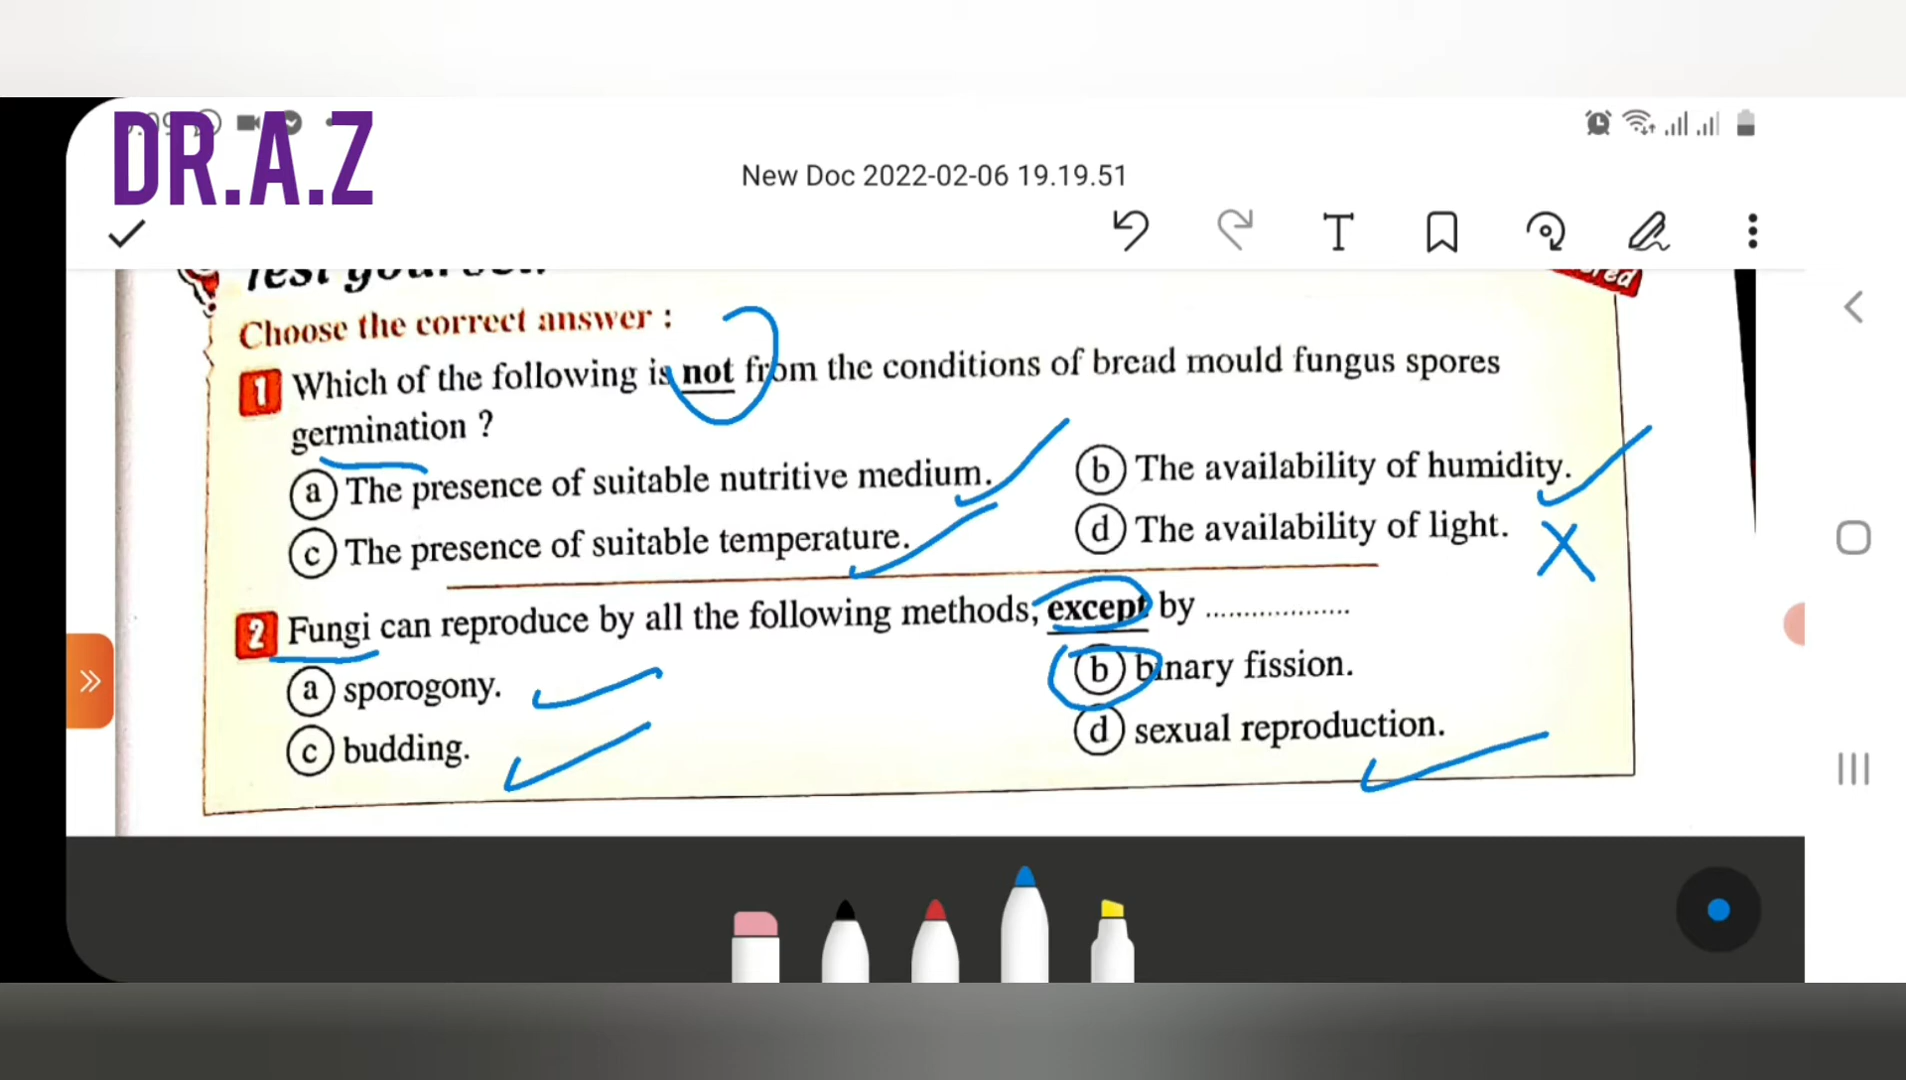 DR.A.Z
New Doc 2022-02-06 19.19.51
T
Test yourself
Choose the correct answer :
1 Which of the following is not from the conditions of bread mould fungus spores
germination ?
a The presence of suitable nutritive medium.
b The availability of humidity.
c The presence of suitable temperature.
d The availability of light.
2 Fungi can reproduce by all the following methods, except by ...................
a sporogony.
b binary fission.
c budding.
d sexual reproduction.